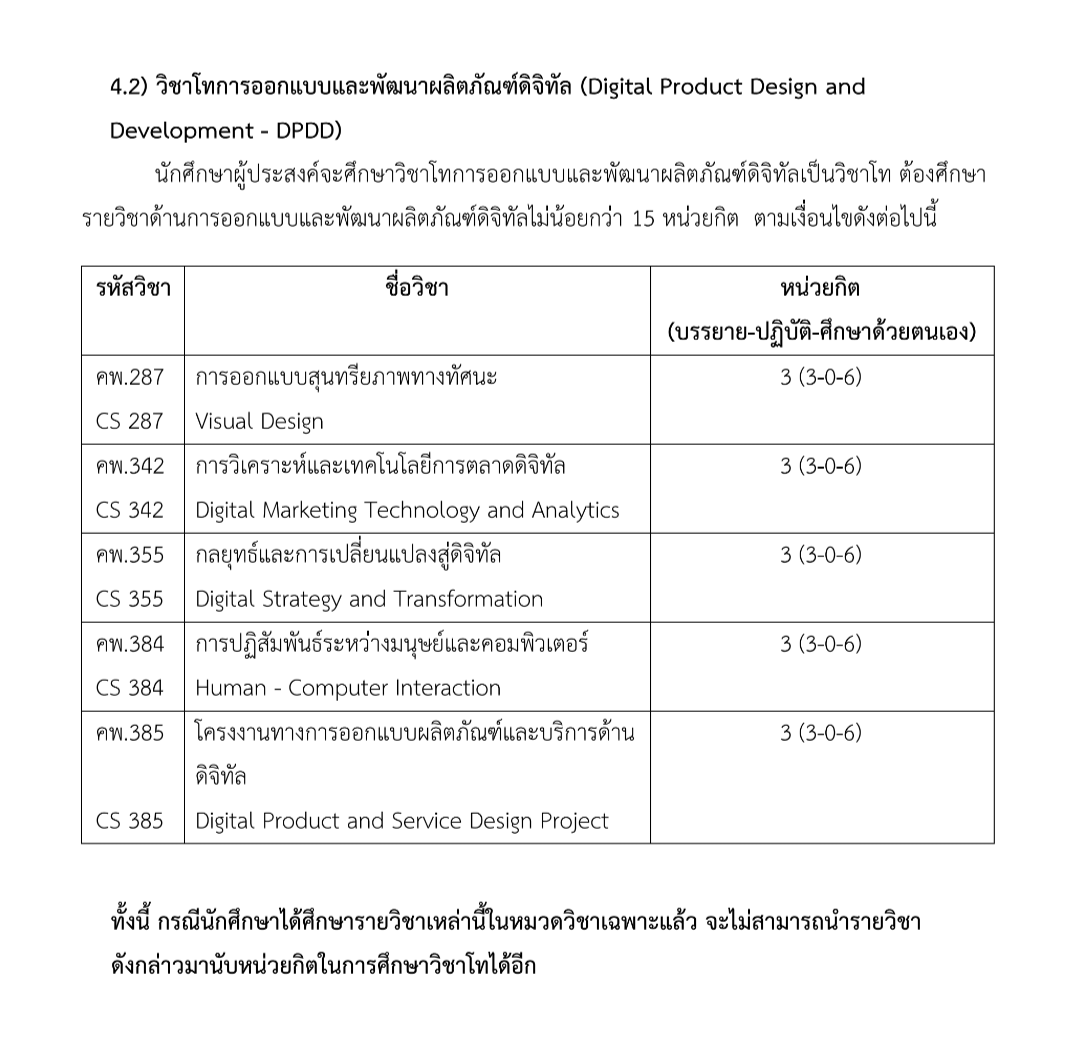 4.2) วิชาโทการออกแบบและพัฒนาผลิตภัณฑ์ดิจิทัล (Digital Product Design and
Development - DPDD)
นักศึกษาผู้ประสงค์จะศึกษาวิชาโทการออกแบบและพัฒนาผลิตภัณฑ์ดิจิทัลเป็นวิชาโท ต้องศึกษา
รายวิชาด้านการออกแบบและพัฒนาผลิตภัณฑ์ดิจิทัลไม่น้อยกว่า 15 หน่วยกิต ตามเงื่อนไขดังต่อไปนี้
รหัสวิชา ชื่อวิชา หน่วยกิต
(บรรยาย-ปฏิบัติ-ศึกษาด้วยตนเอง)
คพ.287 การออกแบบสุนทรียภาพทางทัศนะ 3 (3-0-6)
CS 287 Visual Design
คพ.342 การวิเคราะห์และเทคโนโลยีการตลาดดิจิทัล 3 (3-0-6)
CS 342 Digital Marketing Technology and Analytics
คพ.355 กลยุทธ์และการเปลี่ยนแปลงสู่ดิจิทัล 3 (3-0-6)
CS 355 Digital Strategy and Transformation
คพ.384 การปฏิสัมพันธ์ระหว่างมนุษย์และคอมพิวเตอร์ 3 (3-0-6)
CS 384 Human - Computer Interaction
คพ.385 โครงงานทางการออกแบบผลิตภัณฑ์และบริการด้าน 3 (3-0-6)
ดิจิทัล
CS 385 Digital Product and Service Design Project
ทั้งนี้ กรณีนักศึกษาได้ศึกษารายวิชาเหล่านี้ในหมวดวิชาเฉพาะแล้ว จะไม่สามารถนำรายวิชา
ดังกล่าวมานับหน่วยกิตในการศึกษาวิชาโทได้อีก